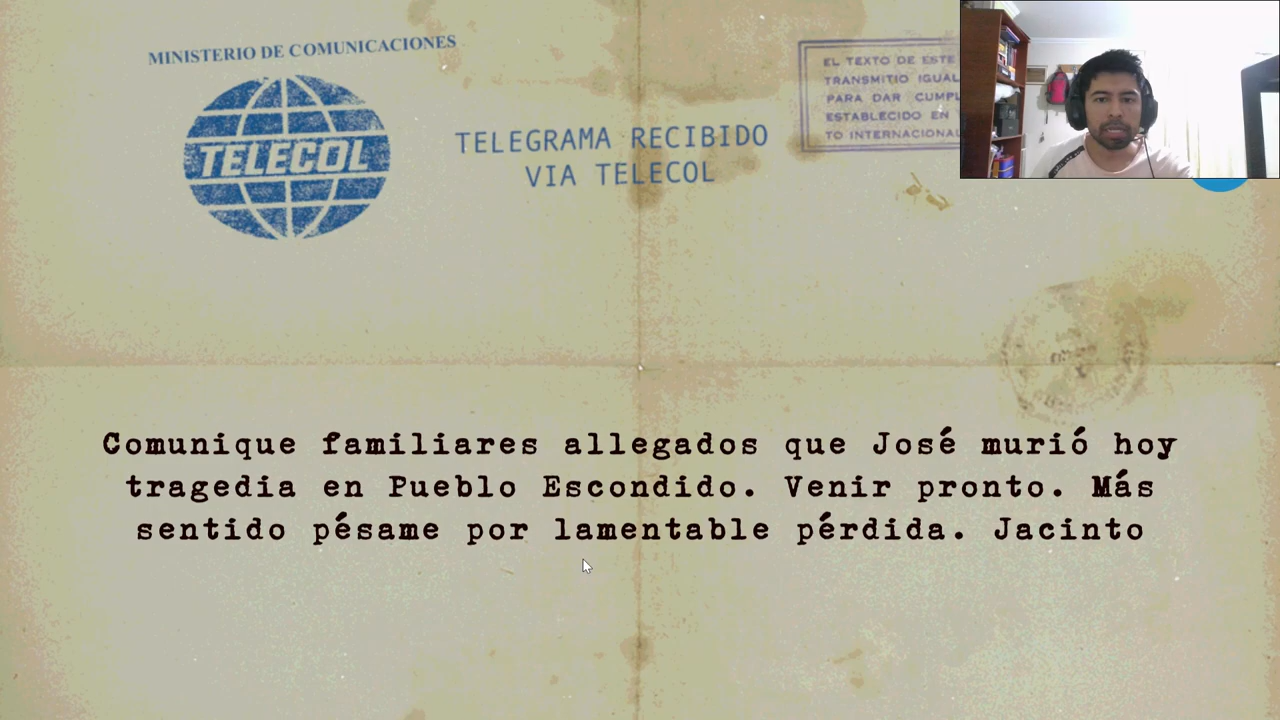 MINISTERIO DE COMUNICACIONES
TELECOL
TELEGRAMA RECIBIDO
VIA TELECOL
EL TEXTO DE ESTE
TRANSMITIO IGUAL
PARA DAR
ESTABLECIDO EN
TO INTERNACIONAL
Comunique familiares allegados que José murió hoy
tragedia en Pueblo Escondido. Venir pronto. Más
sentido pésame por lamentable pérdida. Jacinto